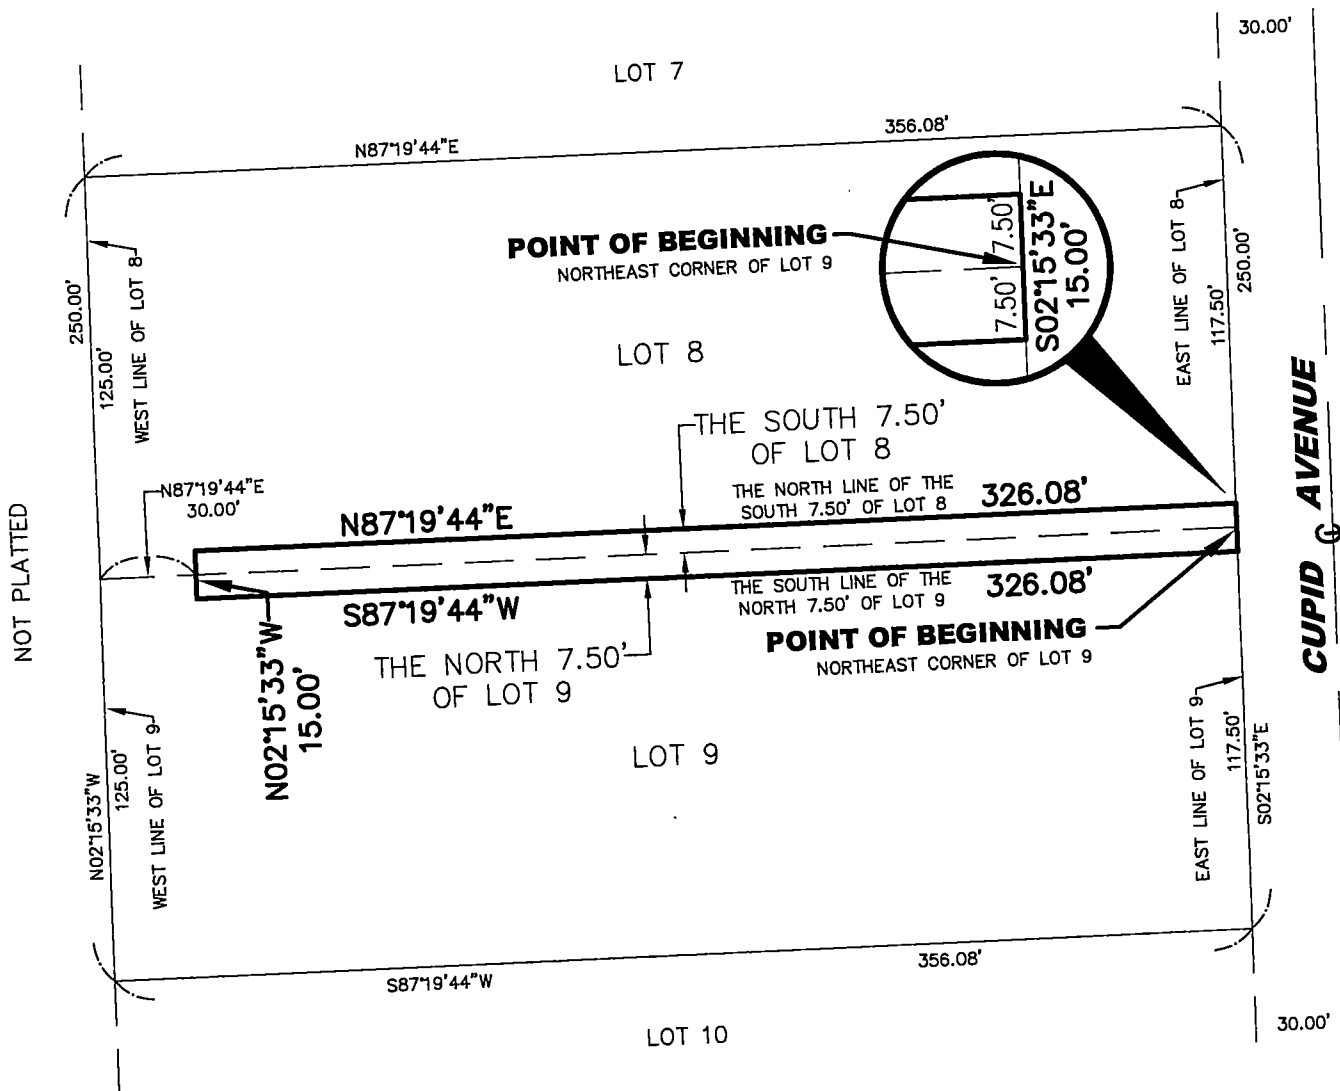 30.00'
LOT 7
356.08'
N87°19'44"E
POINT OF BEGINNING
NORTHEAST CORNER OF LOT 9
7.50'
7.50'
S02°15'33"E
15.00'
EAST LINE OF LOT 8
250.00'
117.50'
250.00'
125.00'
WEST LINE OF LOT 8
LOT 8
THE SOUTH 7.50'
OF LOT 8
N87°19'44"E
30.00'
THE NORTH LINE OF THE
SOUTH 7.50' OF LOT 8
326.08'
N87°19'44"E
NOT PLATTED
CUPID ℄ AVENUE
THE SOUTH LINE OF THE
NORTH 7.50' OF LOT 9
326.08'
S87°19'44"W
POINT OF BEGINNING
NORTHEAST CORNER OF LOT 9
THE NORTH 7.50'
OF LOT 9
N02°15'33"W
15.00'
LOT 9
N02°15'33"W
125.00'
WEST LINE OF LOT 9
EAST LINE OF LOT 9
117.50'
S02°15'33"E
356.08'
S87°19'44"W
LOT 10
30.00'